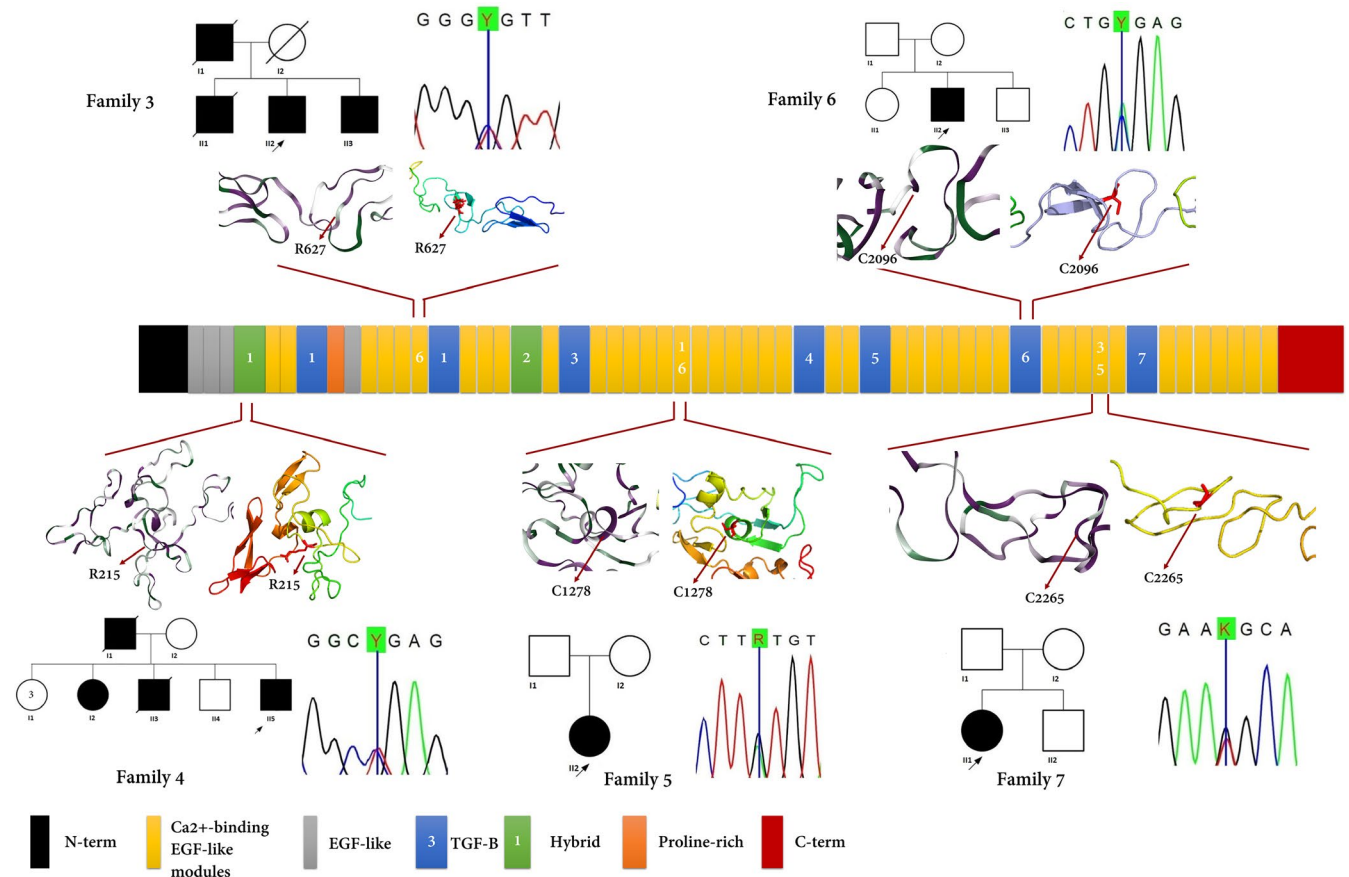 Family 3
I1
I2
II1
II2
II3
G G G Y G T T
R627
R627
Family 6
I1
I2
II1
II2
II3
C T G Y G A G
C2096
C2096
1
1
6
1
2
3
1
6
4
5
6
3
5
7
R215
R215
C1278
C1278
C2265
C2265
I1
I2
3
I1
I2
II3
II4
II5
Family 4
G G C Y G A G
I1
I2
II2
Family 5
C T T R T G T
I1
I2
II1
II2
Family 7
G A A K G C A
N-term
Ca2+-binding
EGF-like
modules
EGF-like
3
TGF-B
1
Hybrid
Proline-rich
C-term